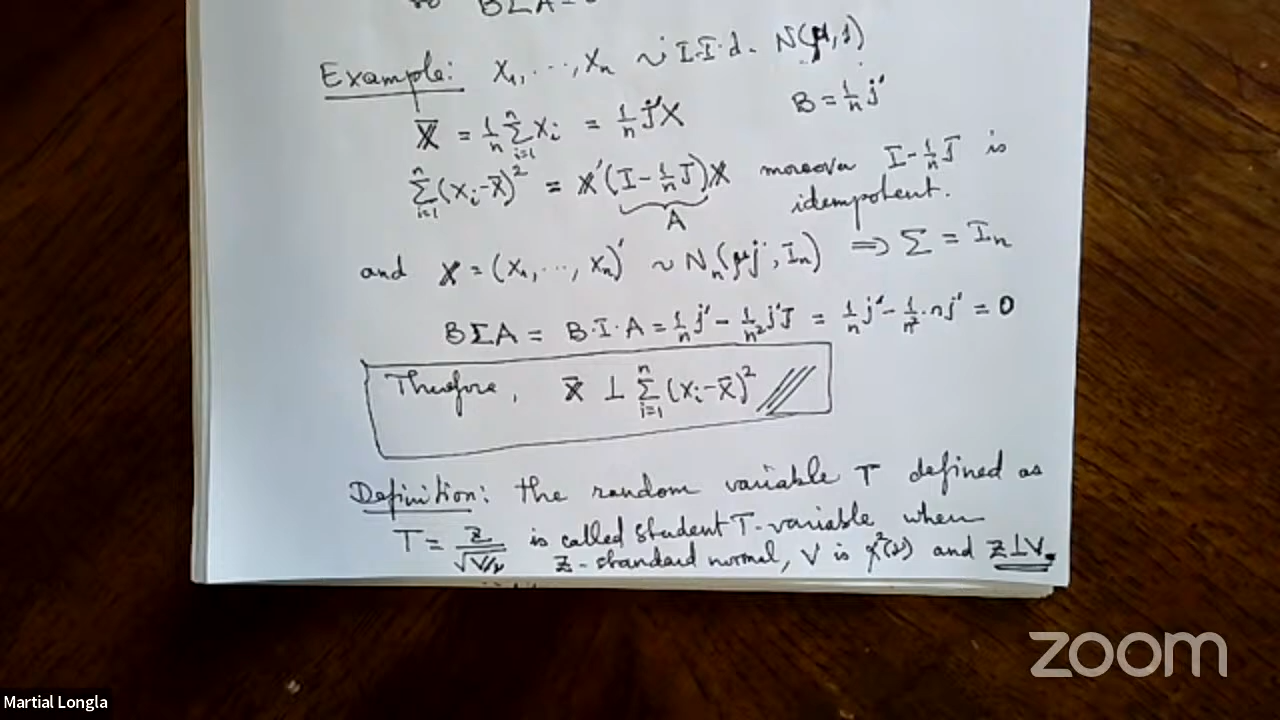 BΣA =
Example: X₁, ..., Xₙ ~ I.I.d. N(μ,1)
X̄ = 1/n Σᵢ₌₁ⁿ Xᵢ = 1/n j'X B = 1/n j'
Σᵢ₌₁ⁿ (Xᵢ-X̄)² = X'(I - 1/n J)X moreover I - 1/n J is
A idempotent.
and X = (X₁, ..., Xₙ)' ~ Nₙ(μj, Iₙ) ⟹ Σ = Iₙ
BΣA = B·I·A = 1/n j' - 1/n² j'J = 1/n j' - 1/n² · nj' = 0
Therefore, X̄ ⊥ Σᵢ₌₁ⁿ (Xᵢ-X̄)² ///
Definition: The random variable T defined as
T = Z/√(V/ν) is called student T-variable when
Z - standard normal, V is χ²(ν) and Z⊥V.
zoom
Martial Longla